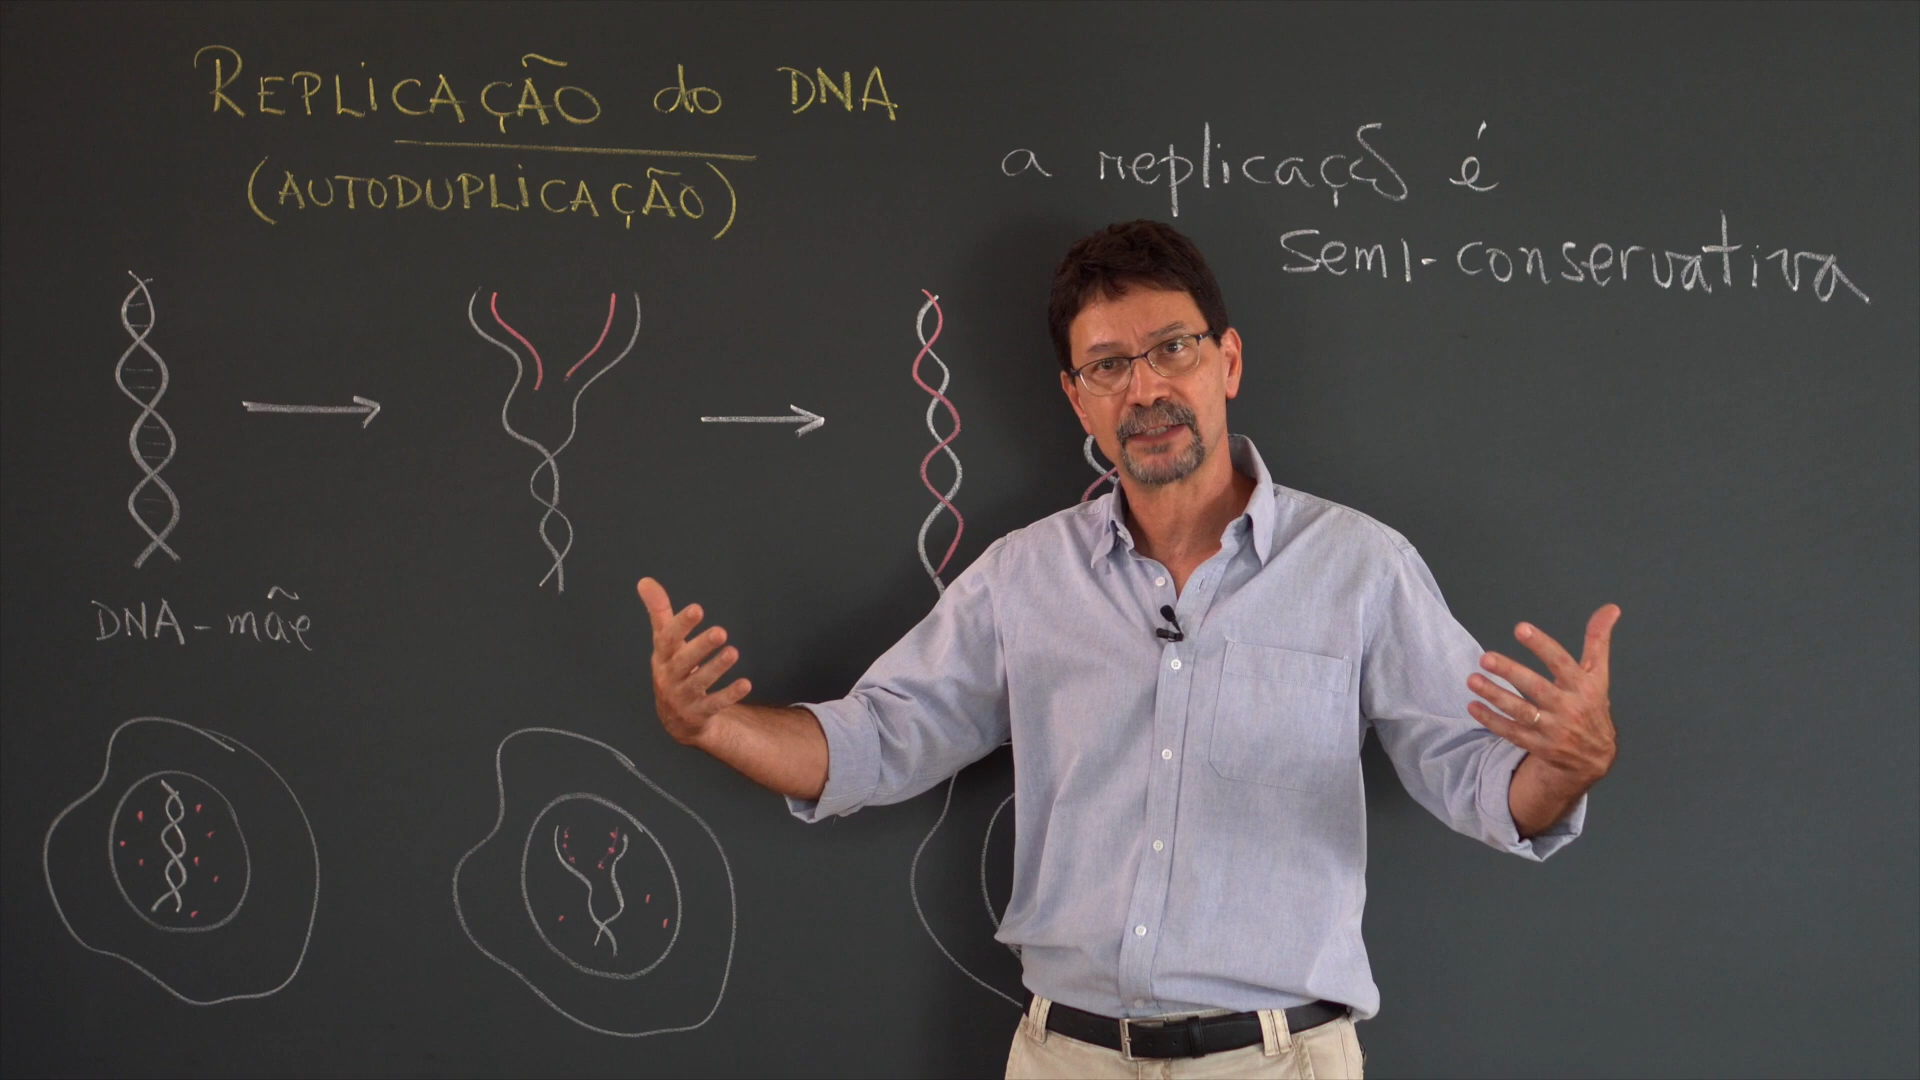 REPLICAÇÃO do DNA
(AUTODUPLICAÇÃO)
a replicação é
semi-conservativa
DNA-mãe